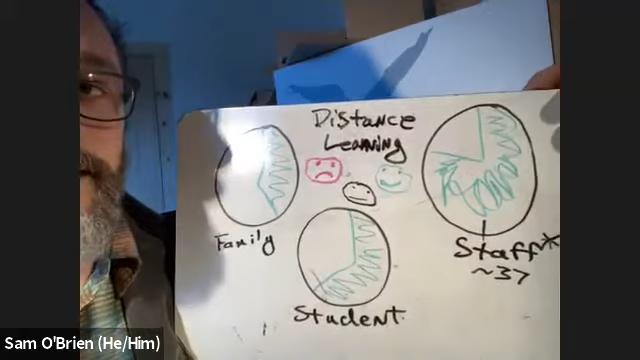 Distance
Learning
Family
Staff*
~37
Student
Sam O'Brien (He/Him)